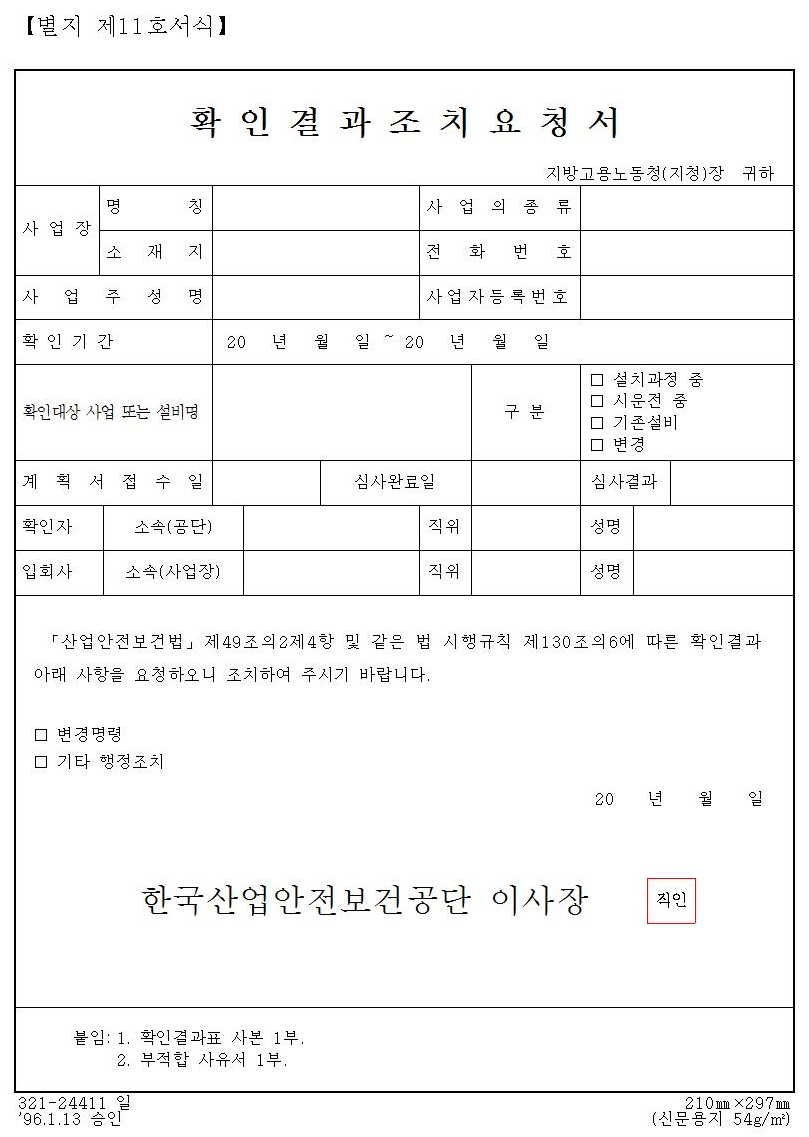 【별지 제11호서식】
확 인 결 과 조 치 요 청 서
지방고용노동청(지청)장 귀하
사 업 장
명 칭
사 업 의 종 류
소 재 지
전 화 번 호
사 업 주 성 명
사업자등록번호
확 인 기 간
20 년 월 일 ~ 20 년 월 일
확인대상 사업 또는 설비명
구 분
□ 설치과정 중
□ 시운전 중
□ 기존설비
□ 변경
계 획 서 접 수 일
심사완료일
심사결과
확인자
소속(공단)
직위
성명
입회사
소속(사업장)
직위
성명
「산업안전보건법」제49조의2제4항 및 같은 법 시행규칙 제130조의6에 따른 확인결과
아래 사항을 요청하오니 조치하여 주시기 바랍니다.
□ 변경명령
□ 기타 행정조치
20 년 월 일
한국산업안전보건공단 이사장
직인
붙임: 1. 확인결과표 사본 1부.
2. 부적합 사유서 1부.
321-24411 일
'96.1.13 승인
210㎜×297㎜
(신문용지 54g/㎡)